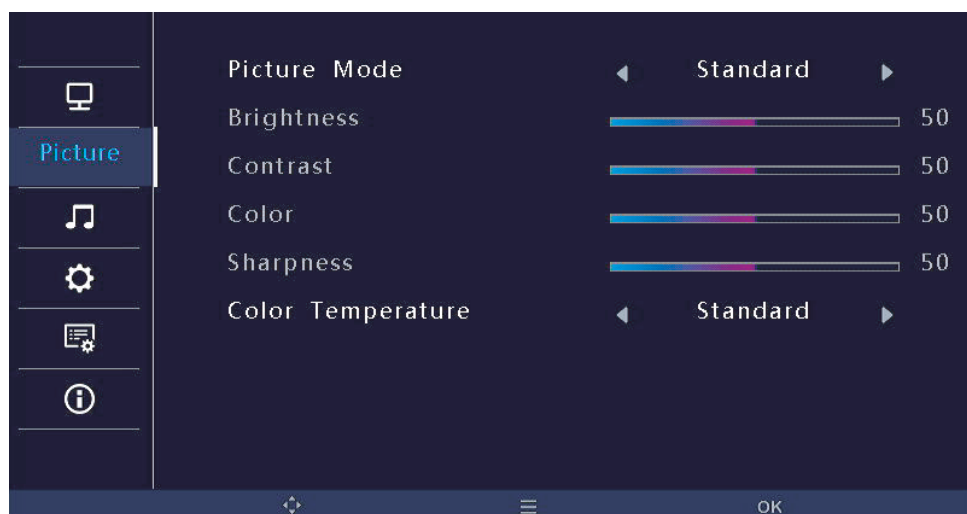 Picture
Picture Mode Standard
Brightness 50
Contrast 50
Color 50
Sharpness 50
Color Temperature Standard
OK